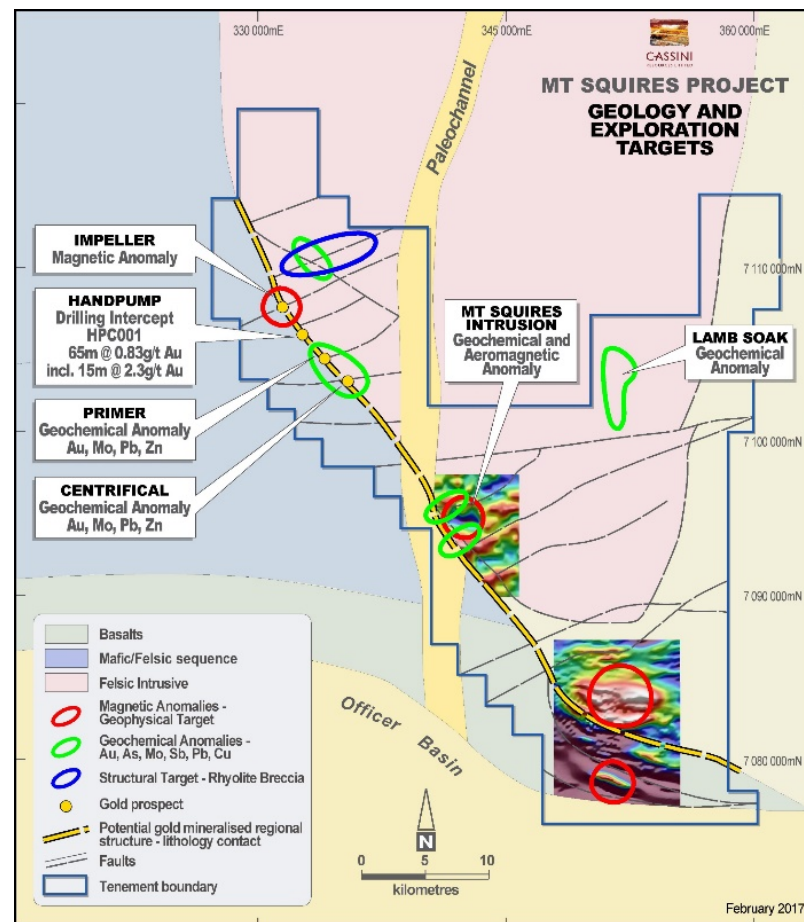 330 000mE
345 000mE
360 000mE
CASSINI
MT SQUIRES PROJECT
GEOLOGY AND
EXPLORATION
TARGETS
Paleochannel
IMPELLER
Magnetic Anomaly
HANDPUMP
Drilling Intercept
HPC001
65m @ 0.83g/t Au
incl. 15m @ 2.3g/t Au
PRIMER
Geochemical Anomaly
Au, Mo, Pb, Zn
CENTRIFICAL
Geochemical Anomaly
Au, Mo, Pb, Zn
MT SQUIRES
INTRUSION
Geochemical and
Aeromagnetic
Anomaly
LAMB SOAK
Geochemical
Anomaly
7 110 000mN
7 100 000mN
7 090 000mN
7 080 000mN
Officer Basin
Basalts
Mafic/Felsic sequence
Felsic Intrusive
Magnetic Anomalies -
Geophysical Target
Geochemical Anomalies -
Au, As, Mo, Sb, Pb, Cu
Structural Target - Rhyolite Breccia
Gold prospect
Potential gold mineralised regional
structure - lithology contact
Faults
Tenement boundary
N
0 5 10
kilometres
February 2017